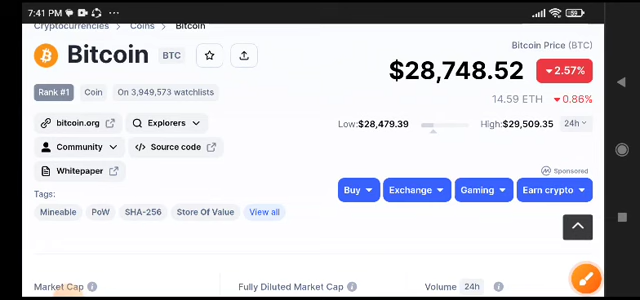 7:41 PM
59
Cryptocurrencies > Coins > Bitcoin
Bitcoin BTC
Bitcoin Price (BTC)
$28,748.52 2.57%
Rank #1 Coin On 3,949,573 watchlists
14.59 ETH 0.86%
bitcoin.org Explorers
Low:$28,479.39 High:$29,509.35 24h
Community Source code
Whitepaper
Sponsored
Tags:
Buy Exchange Gaming Earn crypto
Mineable PoW SHA-256 Store Of Value View all
Market Cap Fully Diluted Market Cap Volume 24h